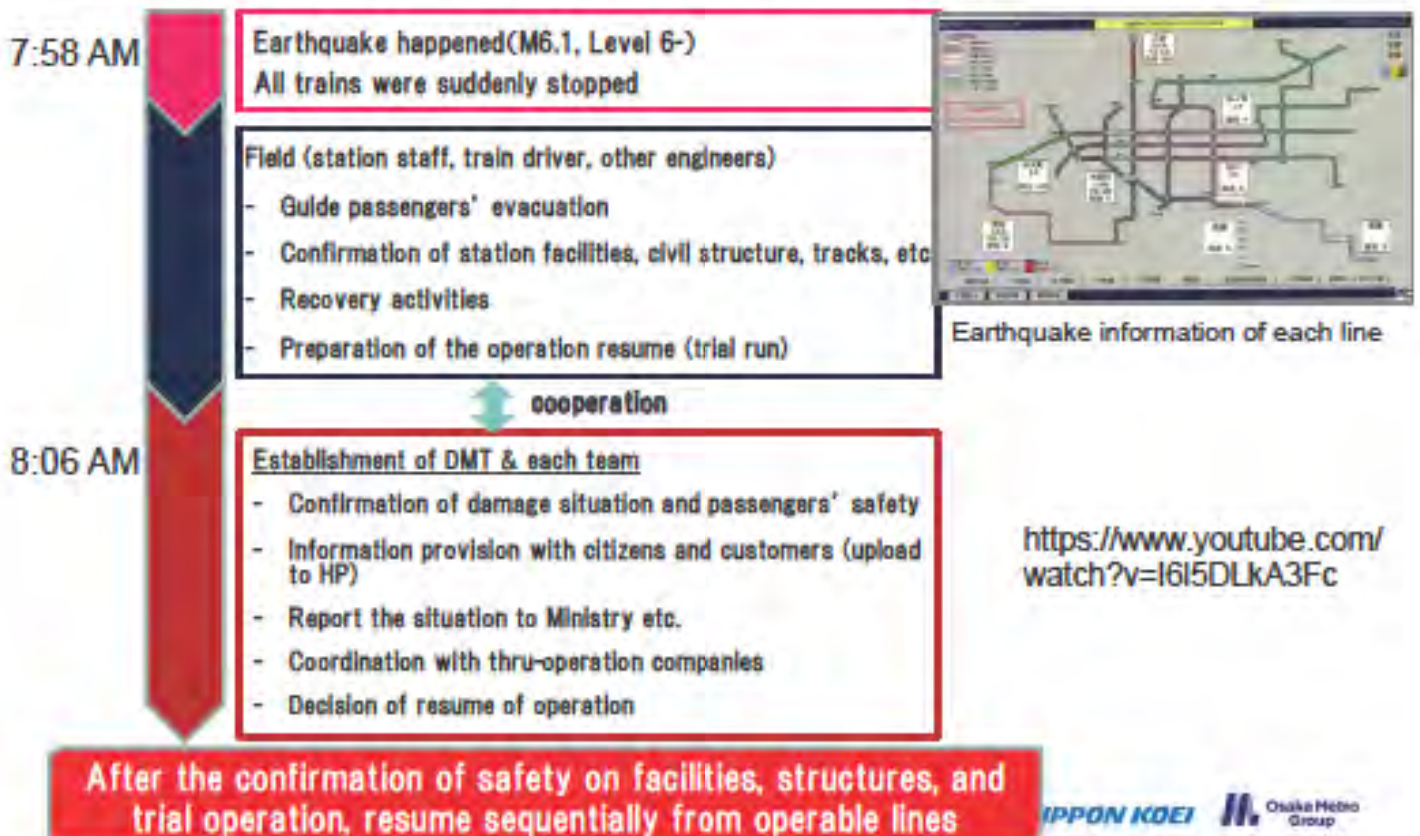 7:58 AM
Earthquake happened(M6.1, Level 6-)
All trains were suddenly stopped
Field (station staff, train driver, other engineers)
- Guide passengers' evacuation
- Confirmation of station facilities, civil structure, tracks, etc
- Recovery activities
- Preparation of the operation resume (trial run)
Earthquake information of each line
cooperation
8:06 AM
Establishment of DMT & each team
- Confirmation of damage situation and passengers' safety
- Information provision with citizens and customers (upload
to HP)
- Report the situation to Ministry etc.
- Coordination with thru-operation companies
- Decision of resume of operation
https://www.youtube.com/
watch?v=I6I5DLkA3Fc
After the confirmation of safety on facilities, structures, and
trial operation, resume sequentially from operable lines
IPPON KOEI
Osaka Metro
Group